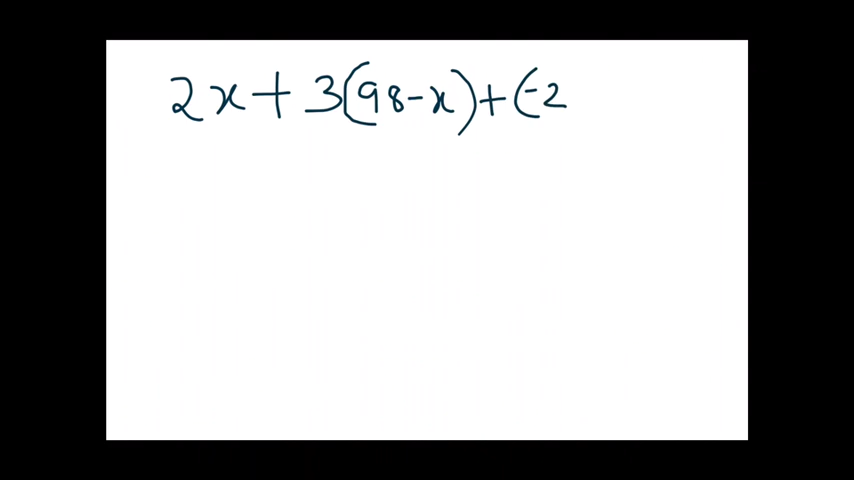 2x + 3(98-x) + (-2